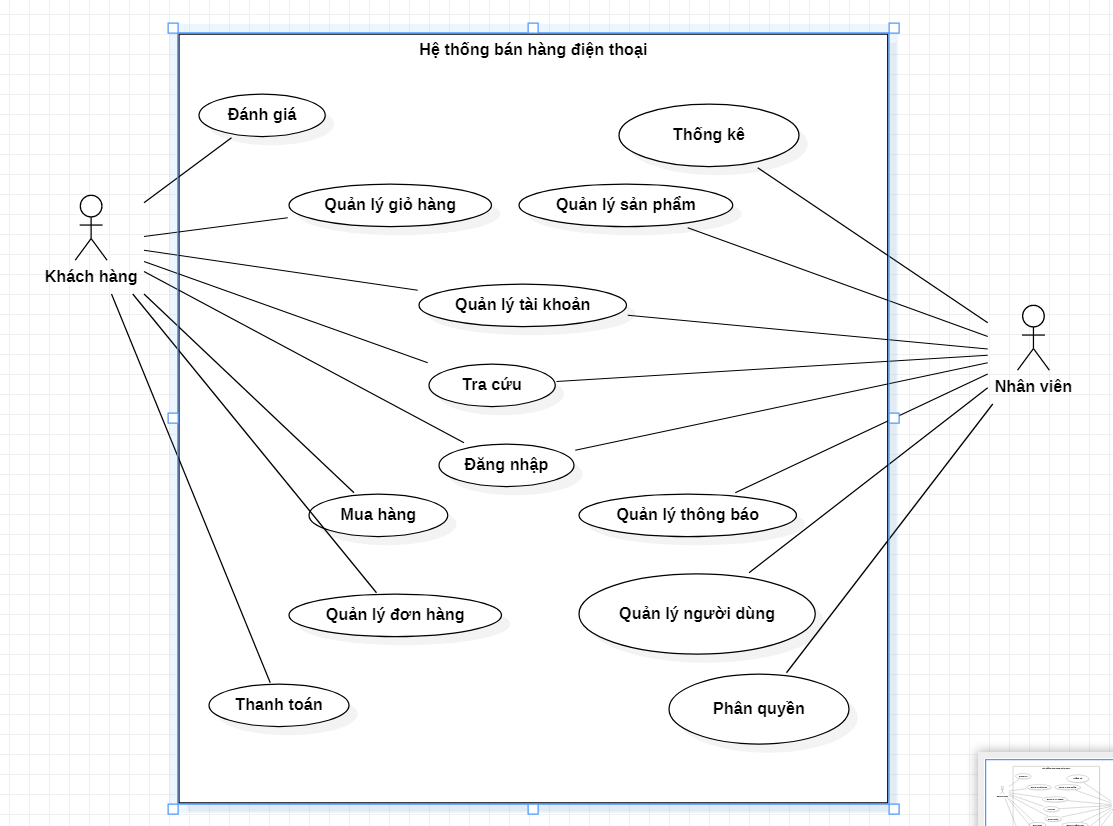 Hệ thống bán hàng điện thoại
Đánh giá
Thống kê
Quản lý giỏ hàng
Quản lý sản phẩm
Khách hàng
Quản lý tài khoản
Tra cứu
Nhân viên
Đăng nhập
Mua hàng
Quản lý thông báo
Quản lý đơn hàng
Quản lý người dùng
Thanh toán
Phân quyền